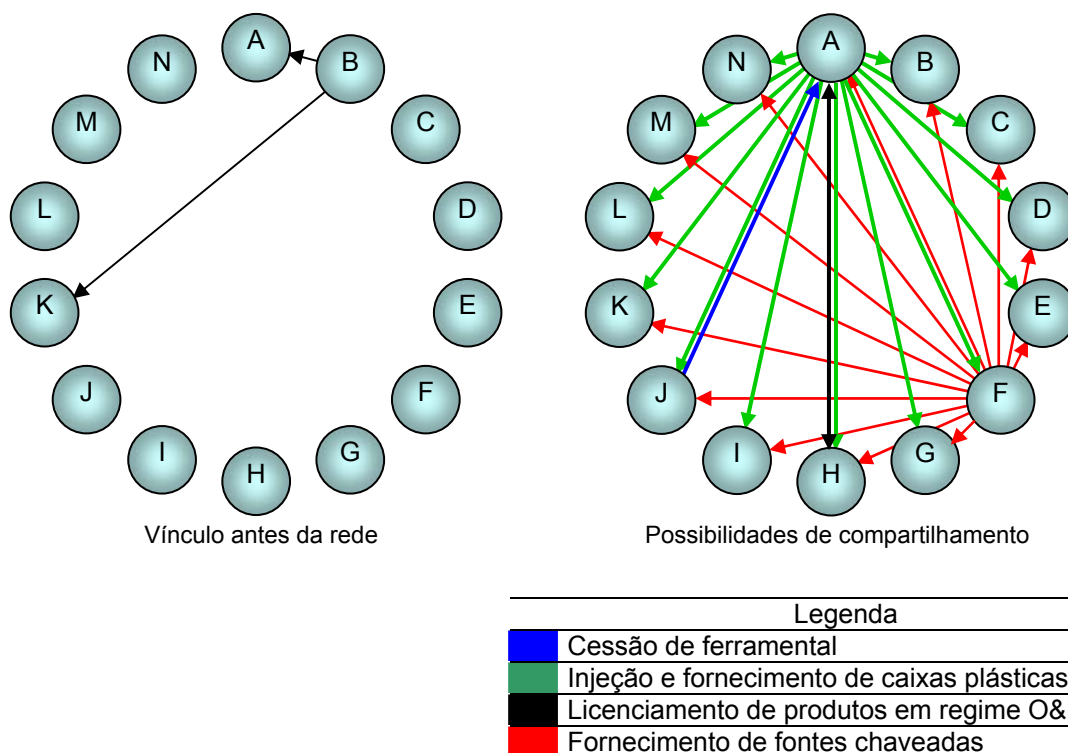 A
B
C
D
E
F
G
H
I
J
K
L
M
N
Vínculo antes da rede
A
B
C
D
E
F
G
H
I
J
K
L
M
N
Possibilidades de compartilhamento
Legenda
Cessão de ferramental
Injeção e fornecimento de caixas plásticas
Licenciamento de produtos em regime O&
Fornecimento de fontes chaveadas